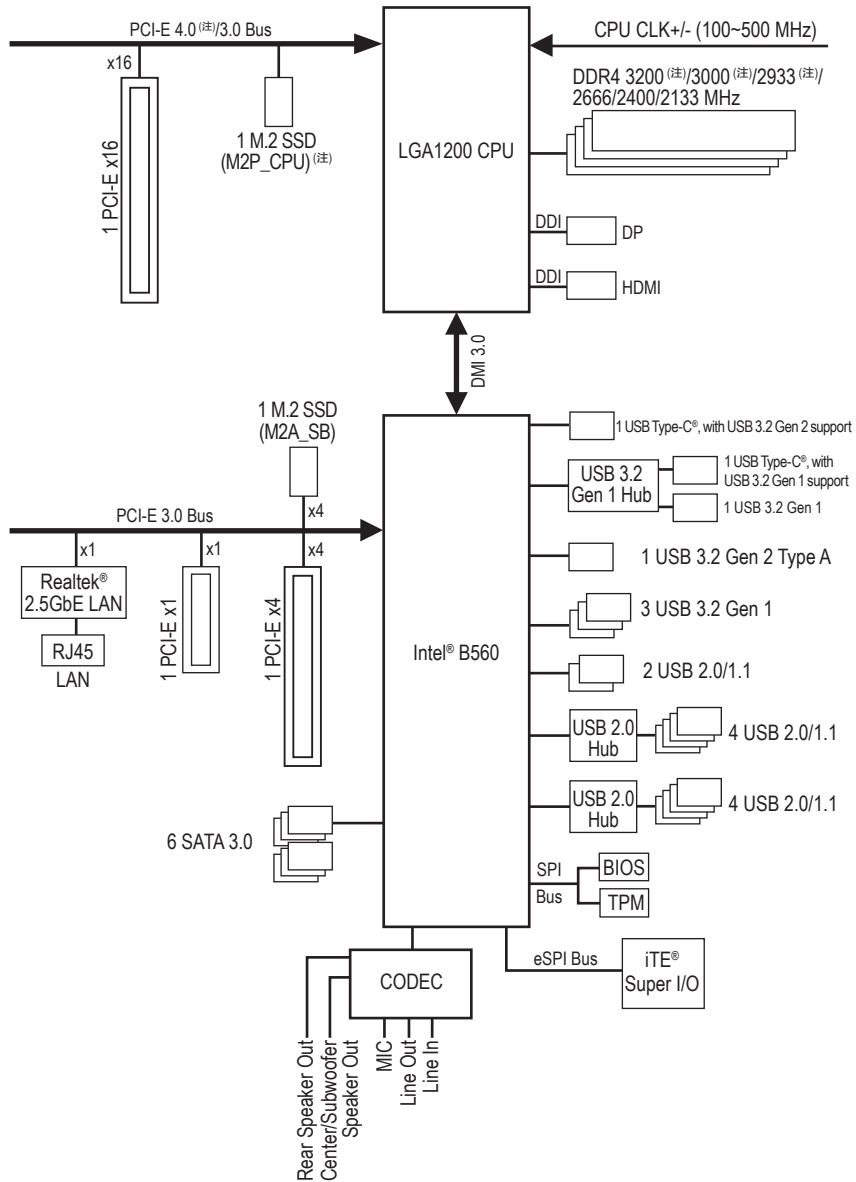 PCI-E 4.0 (注)/3.0 Bus
CPU CLK+/- (100~500 MHz)
x16
1 PCI-E x16
1 M.2 SSD
(M2P_CPU) (注)
LGA1200 CPU
DDR4 3200 (注)/3000 (注)/2933 (注)/
2666/2400/2133 MHz
DDI
DP
DDI
HDMI
DMI 3.0
1 M.2 SSD
(M2A_SB)
x4
PCI-E 3.0 Bus
x1
x1
x4
Realtek®
2.5GbE LAN
RJ45
LAN
1 PCI-E x1
1 PCI-E x4
Intel® B560
1 USB Type-C®, with USB 3.2 Gen 2 support
USB 3.2
Gen 1 Hub
1 USB Type-C®, with
USB 3.2 Gen 1 support
1 USB 3.2 Gen 1
1 USB 3.2 Gen 2 Type A
3 USB 3.2 Gen 1
2 USB 2.0/1.1
USB 2.0
Hub
4 USB 2.0/1.1
USB 2.0
Hub
4 USB 2.0/1.1
6 SATA 3.0
SPI
Bus
BIOS
TPM
eSPI Bus
iTE®
Super I/O
CODEC
Rear Speaker Out
Center/Subwoofer
Speaker Out
MIC
Line Out
Line In